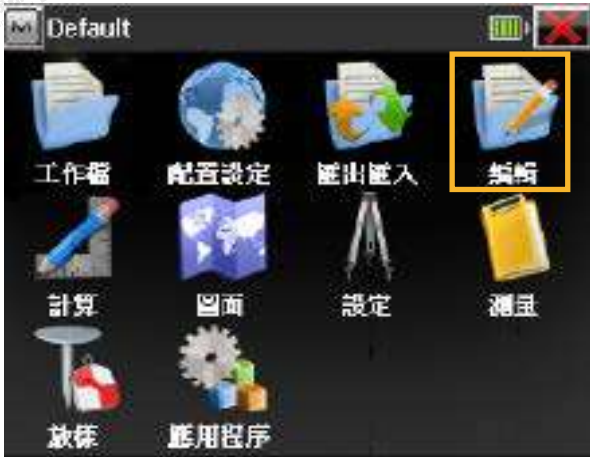 Default
工作檔 配置設定 匯出匯入 編輯
計算 圖面 設定 測量
放樣 應用程序